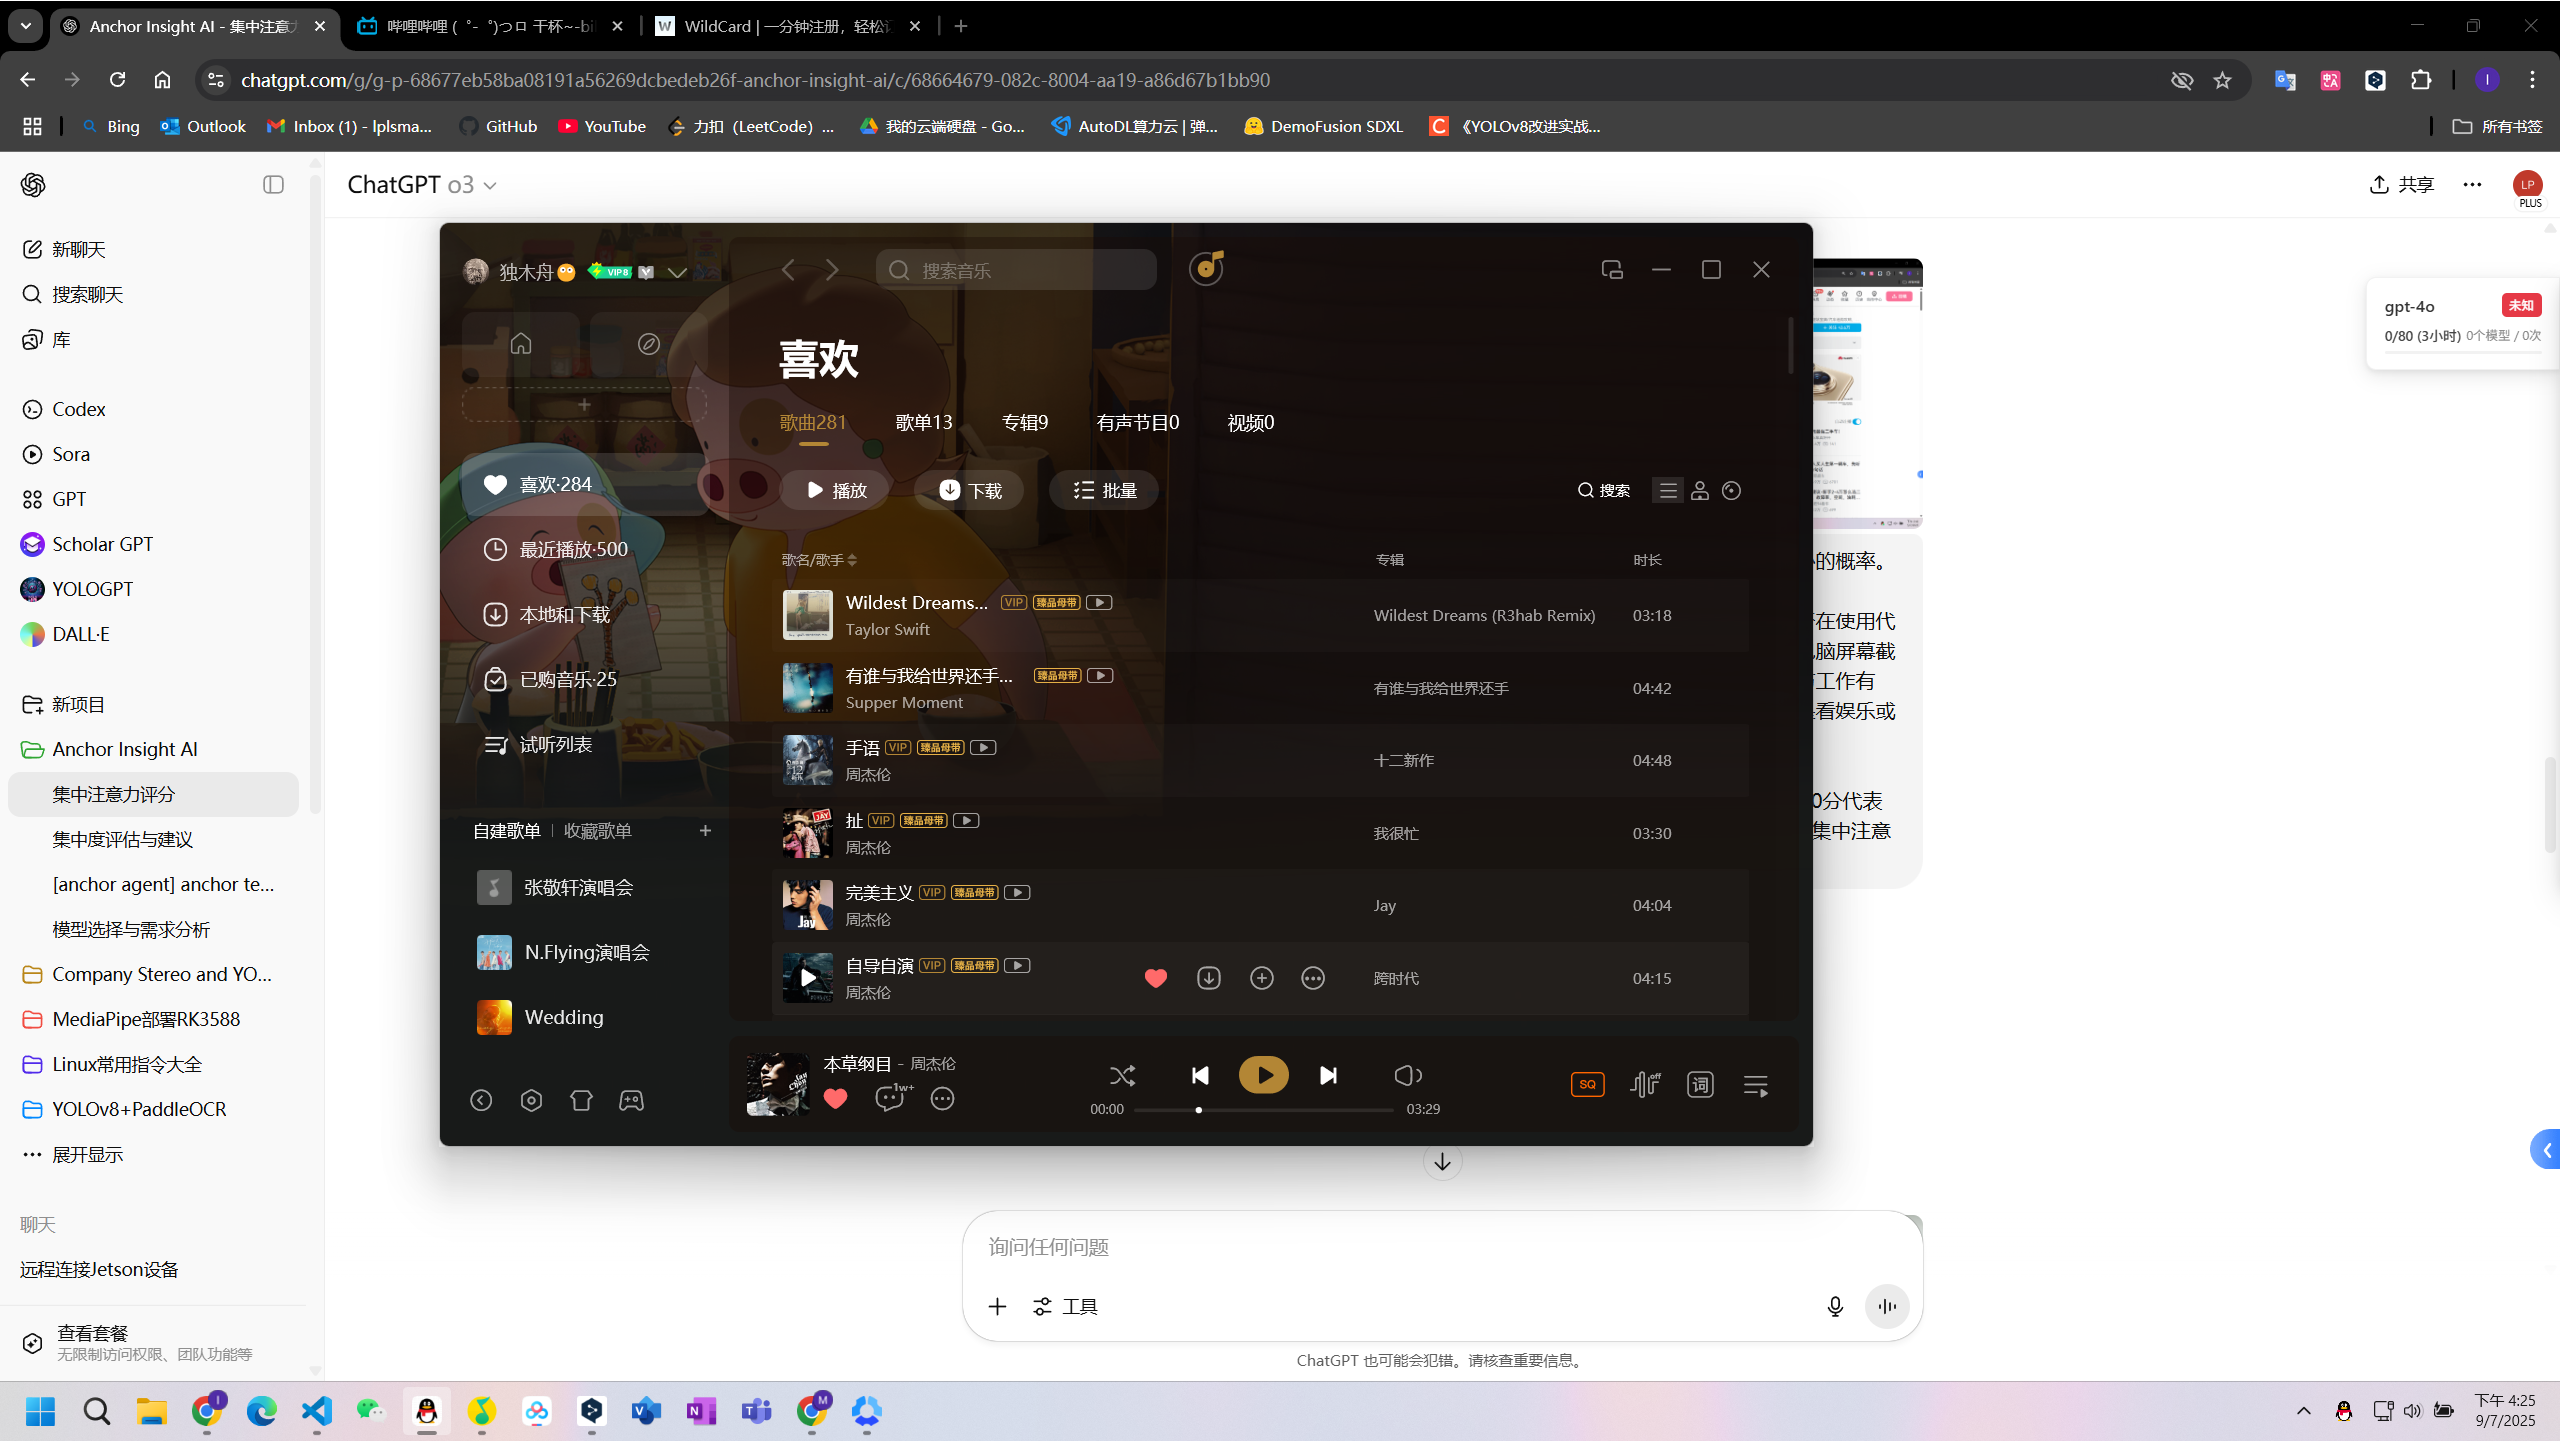 Anchor Insight AI - 集中注意力
哔哩哔哩 (゜-゜)つロ 干杯~-bi
WildCard | 一分钟注册，轻松
chatgpt.com/g/g-p-68677eb58ba08191a56269dcbedeb26f-anchor-insight-ai/c/68664679-082c-8004-aa19-a86d67b1bb90
Bing
Outlook
Inbox (1) - lplsma...
GitHub
YouTube
力扣（LeetCode）...
我的云端硬盘 - Go...
AutoDL算力云 | 弹...
DemoFusion SDXL
《YOLOv8改进实战...
所有书签
ChatGPT o3
共享
LP
PLUS
新聊天
搜索聊天
库
Codex
Sora
GPT
Scholar GPT
YOLOGPT
DALL·E
新项目
Anchor Insight AI
集中注意力评分
集中度评估与建议
[anchor agent] anchor te...
模型选择与需求分析
Company Stereo and YO...
MediaPipe部署RK3588
Linux常用指令大全
YOLOv8+PaddleOCR
展开显示
聊天
远程连接Jetson设备
查看套餐
无限制访问权限、团队功能等
gpt-4o
未知
0/80 (3小时) 0个模型 / 0次
独木舟
VIP8
搜索音乐
喜欢·284
最近播放·500
本地和下载
已购音乐·25
试听列表
自建歌单
收藏歌单
张敬轩演唱会
N.Flying演唱会
Wedding
喜欢
歌曲281
歌单13
专辑9
有声节目0
视频0
播放
下载
批量
搜索
歌名/歌手
专辑
时长
Wildest Dreams... VIP 臻品母带
Taylor Swift
Wildest Dreams (R3hab Remix)
03:18
有谁与我给世界还手... 臻品母带
Supper Moment
有谁与我给世界还手
04:42
手语 VIP 臻品母带
周杰伦
十二新作
04:48
扯 VIP 臻品母带
周杰伦
我很忙
03:30
完美主义 VIP 臻品母带
周杰伦
Jay
04:04
自导自演 VIP 臻品母带
周杰伦
跨时代
04:15
本草纲目 - 周杰伦
1w+
00:00
03:29
SQ
off
词
的概率。
在使用代
脑屏幕截
工作有
看娱乐或
0分代表
集中注意
询问任何问题
工具
ChatGPT 也可能会犯错。请核查重要信息。
下午 4:25
9/7/2025